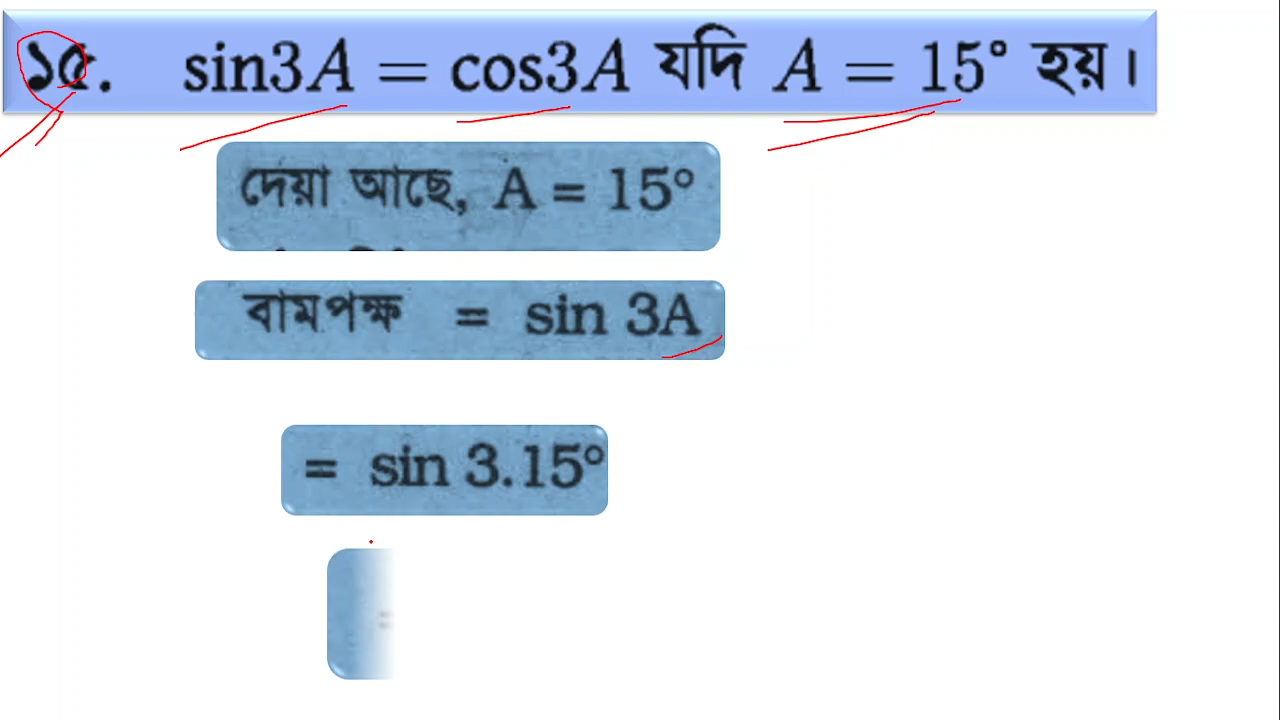 ১৫. sin3A = cos3A যদি A = 15° হয়।
দেয়া আছে, A = 15°
বামপক্ষ = sin 3A
= sin 3.15°
=